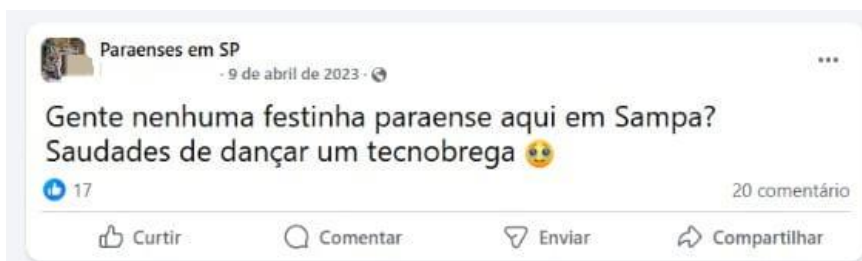 Paraenses em SP
· 9 de abril de 2023 ·
Gente nenhuma festinha paraense aqui em Sampa?
Saudades de dançar um tecnobrega 🥹
17 20 comentário
Curtir Comentar Enviar Compartilhar